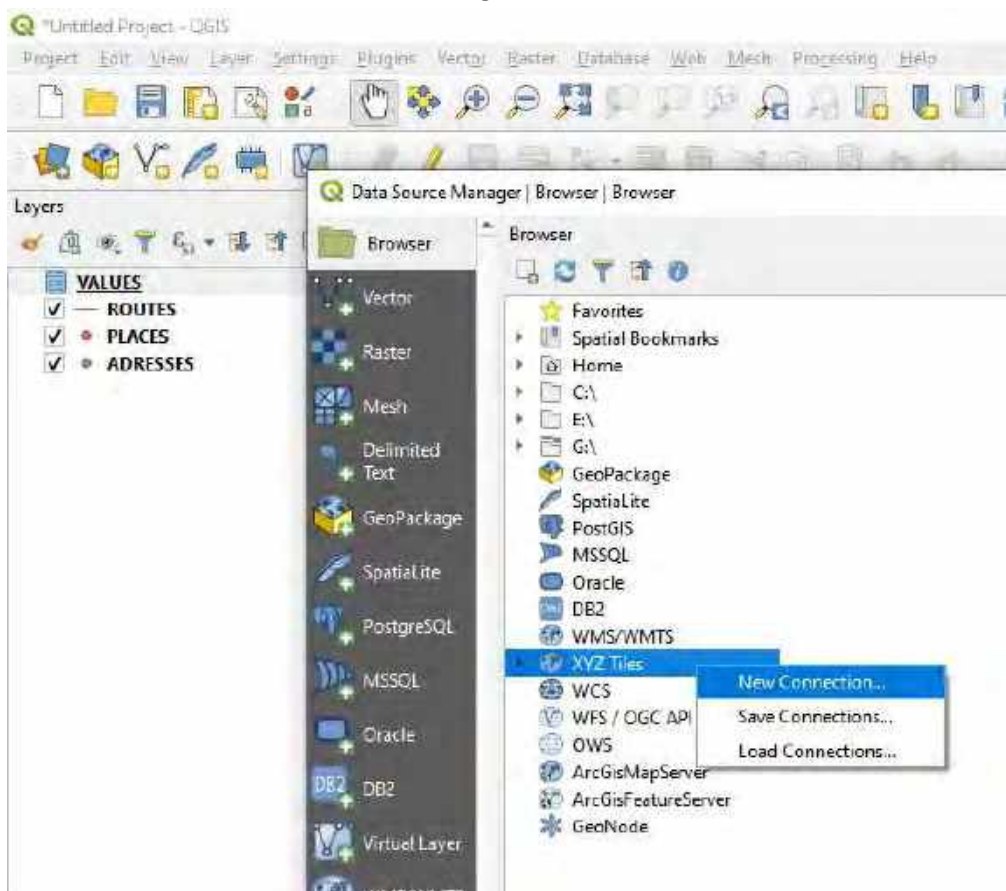 *Untitled Project - QGIS
Project Edit View Layer Settings Plugins Vector Raster Database Web Mesh Processing Help
Data Source Manager | Browser | Browser
Layers
VALUES
ROUTES
PLACES
ADRESSES
Browser
Vector
Raster
Mesh
Delimited
Text
GeoPackage
SpatiaLite
PostgreSQL
MSSQL
Oracle
DB2 DB2
Virtual Layer
Browser
Favorites
Spatial Bookmarks
Home
C:\
E:\
G:\
GeoPackage
SpatiaLite
PostGIS
MSSQL
Oracle
DB2
WMS/WMTS
XYZ Tiles
WCS
WFS / OGC API
OWS
ArcGisMapServer
ArcGisFeatureServer
GeoNode
New Connection...
Save Connections...
Load Connections...